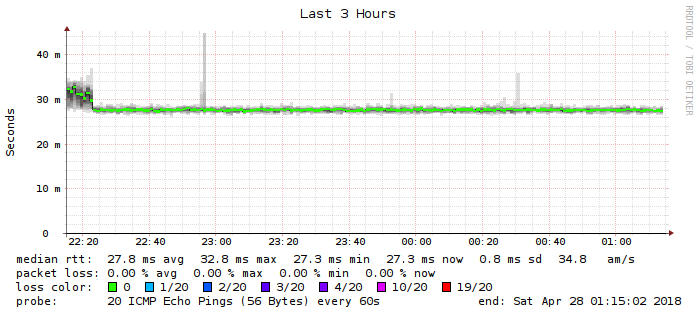 Last 3 Hours
RRDTOOL / TOBI OETIKER
Seconds
40 m
30 m
20 m
10 m
0
22:20 22:40 23:00 23:20 23:40 00:00 00:20 00:40 01:00
median rtt: 27.8 ms avg 32.8 ms max 27.3 ms min 27.3 ms now 0.8 ms sd 34.8 am/s
packet loss: 0.00 % avg 0.00 % max 0.00 % min 0.00 % now
loss color: 0 1/20 2/20 3/20 4/20 10/20 19/20
probe: 20 ICMP Echo Pings (56 Bytes) every 60s end: Sat Apr 28 01:15:02 2018